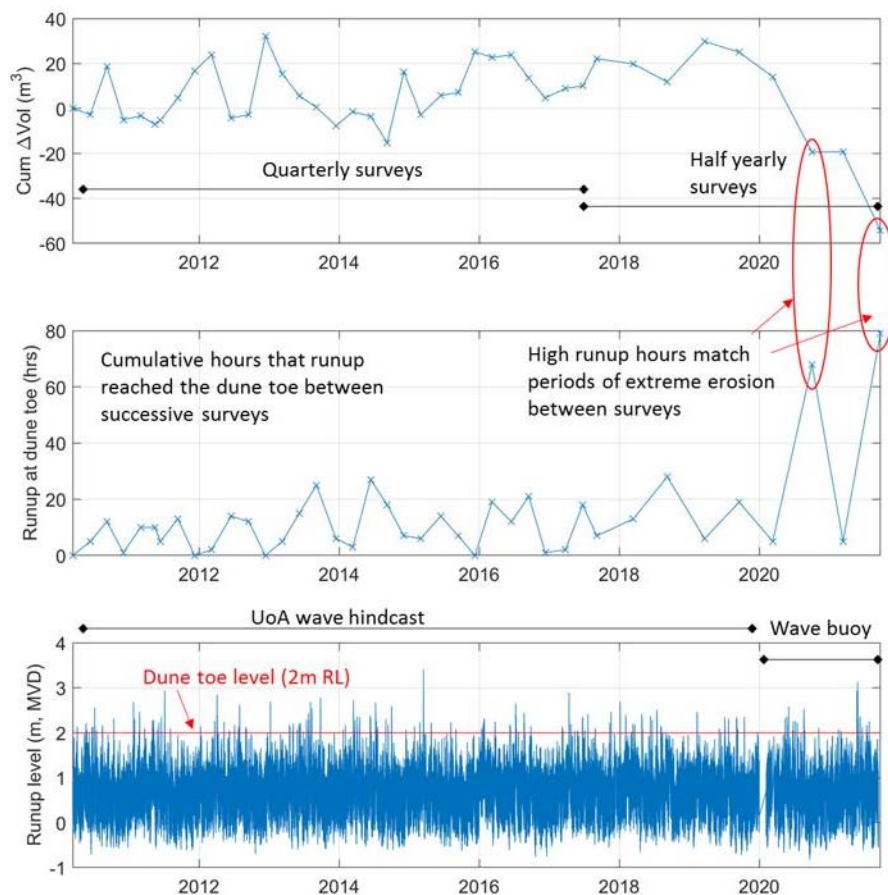 40
20
0
-20
-40
-60
Cum ΔVol (m³)
Quarterly surveys
Half yearly
surveys
2012 2014 2016 2018 2020
80
60
40
20
0
Runup at dune toe (hrs)
Cumulative hours that runup
reached the dune toe between
successive surveys
High runup hours match
periods of extreme erosion
between surveys
2012 2014 2016 2018 2020
UoA wave hindcast
Wave buoy
4
3
2
1
0
-1
Runup level (m, MVD)
Dune toe level (2m RL)
2012 2014 2016 2018 2020